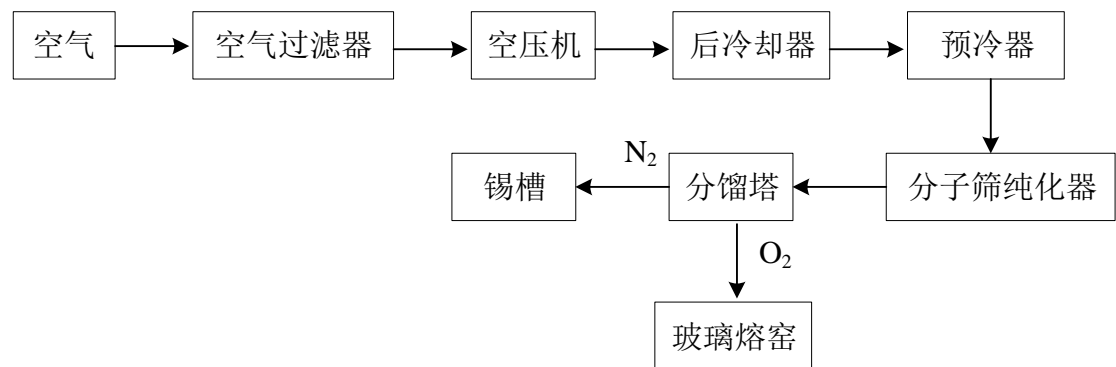 空气
空气过滤器
空压机
后冷却器
预冷器
N₂
锡槽
分馏塔
分子筛纯化器
O₂
玻璃熔窑